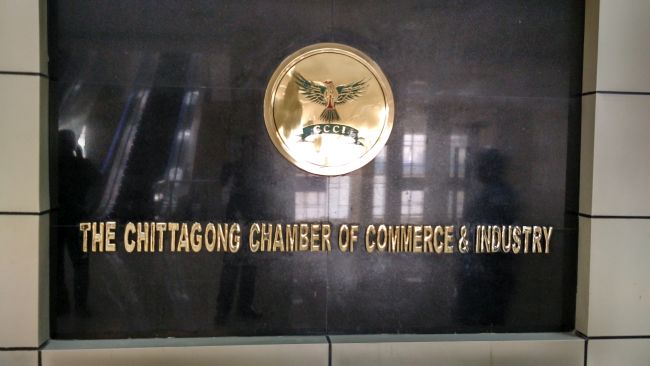 CCCI
THE CHITTAGONG CHAMBER OF COMMERCE & INDUSTRY